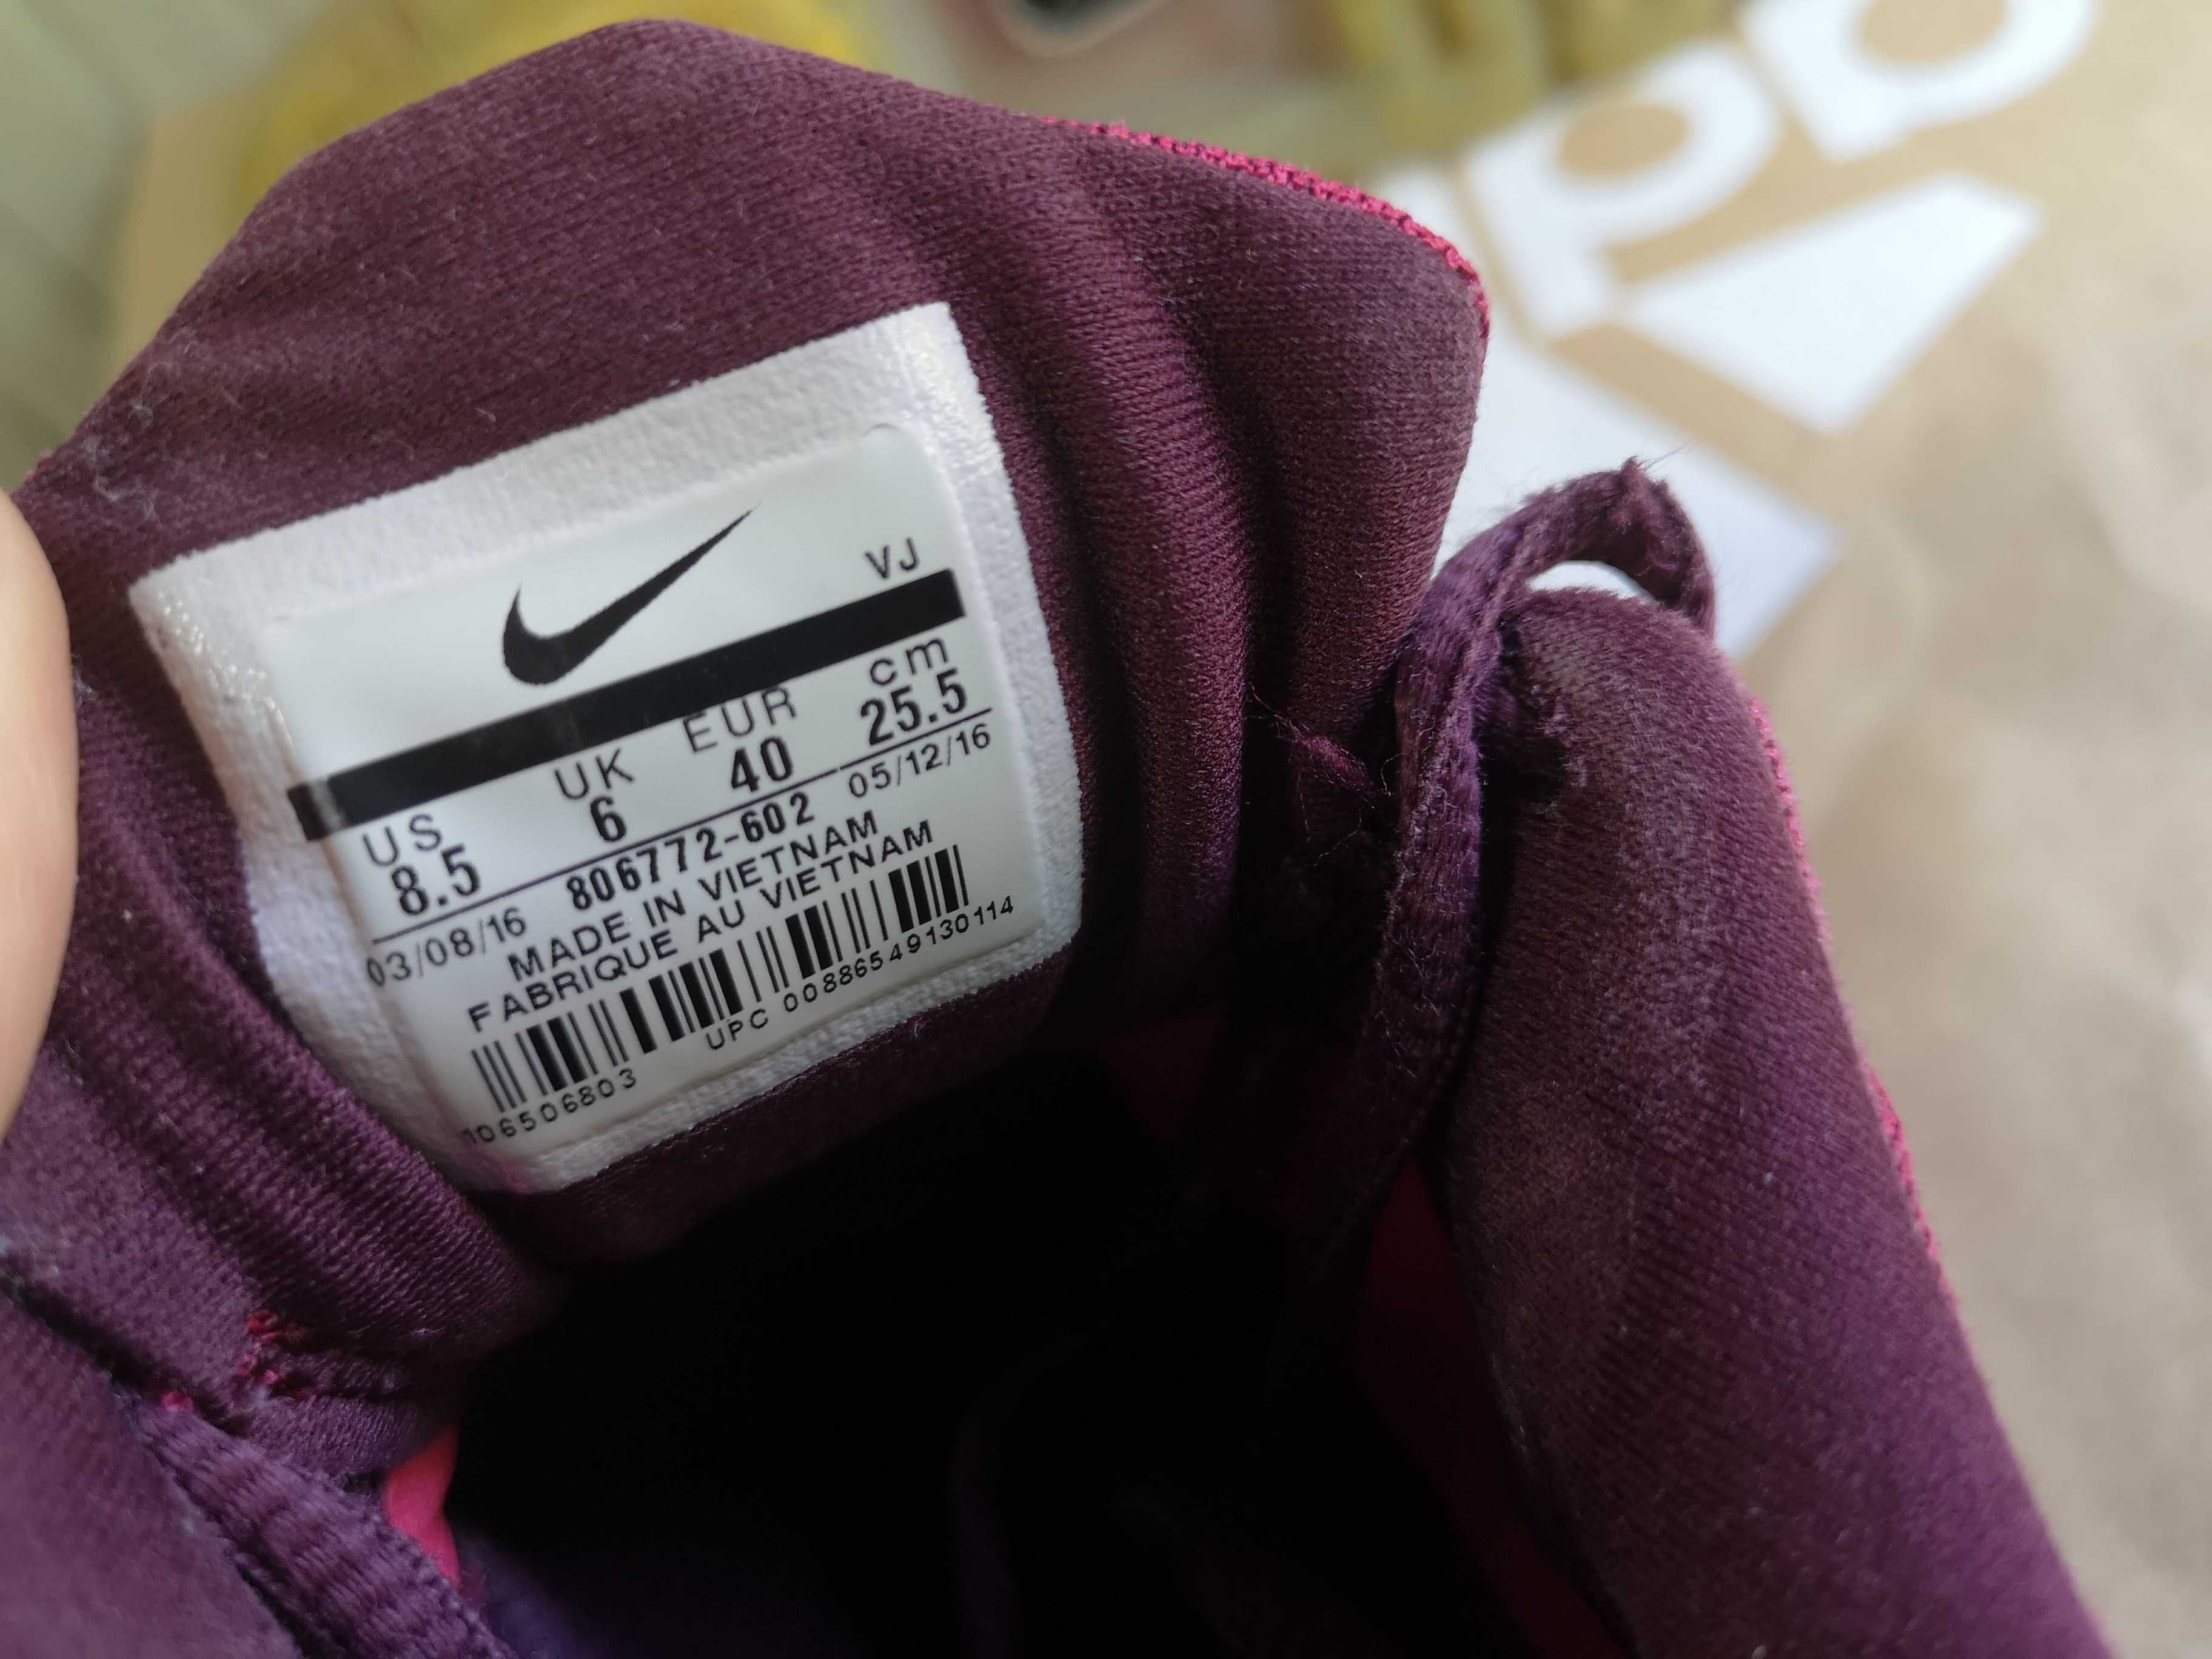 VJ
US UK EUR cm
8.5 6 40 25.5
03/08/16 806772-602 05/12/16
MADE IN VIETNAM
FABRIQUE AU VIETNAM
UPC 00886549130114
106506803